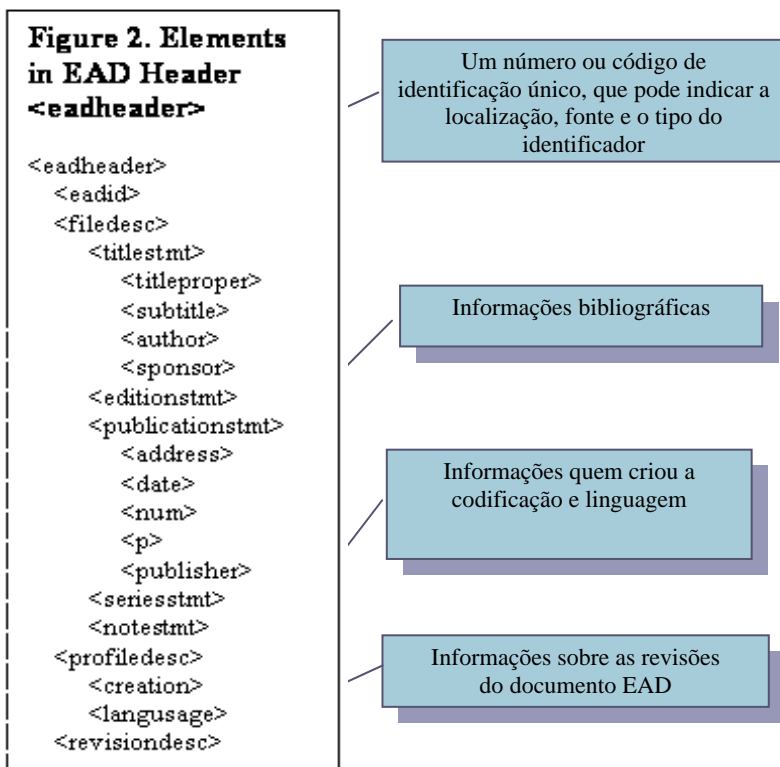 Figure 2. Elements
in EAD Header
<eadheader>
<eadheader>
<eadid>
<filedesc>
<titlestmt>
<titleproper>
<subtitle>
<author>
<sponsor>
<editionstmt>
<publicationstmt>
<address>
<date>
<num>
<p>
<publisher>
<seriesstmt>
<notestmt>
<profiledesc>
<creation>
<langusage>
<revisiondesc>
Um número ou código de
identificação único, que pode indicar a
localização, fonte e o tipo do
identificador
Informações bibliográficas
Informações quem criou a
codificação e linguagem
Informações sobre as revisões
do documento EAD